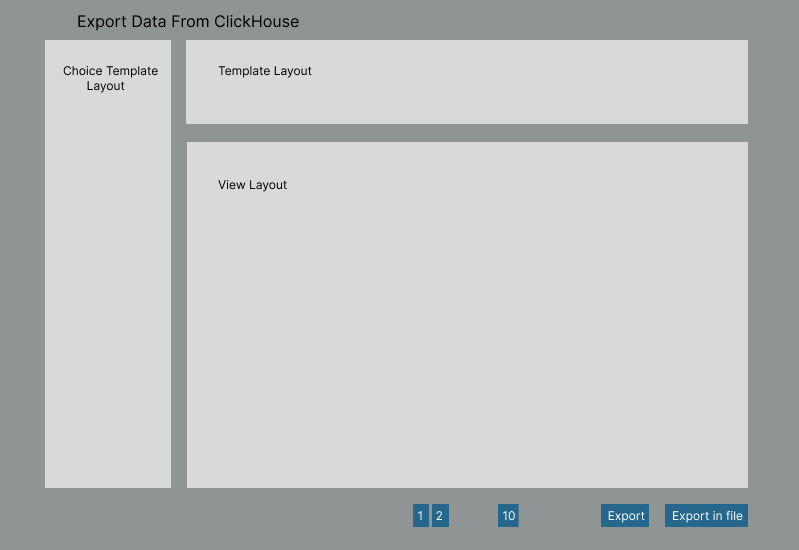 Export Data From ClickHouse
Choice Template
Layout
Template Layout
View Layout
1 2 10 Export Export in file